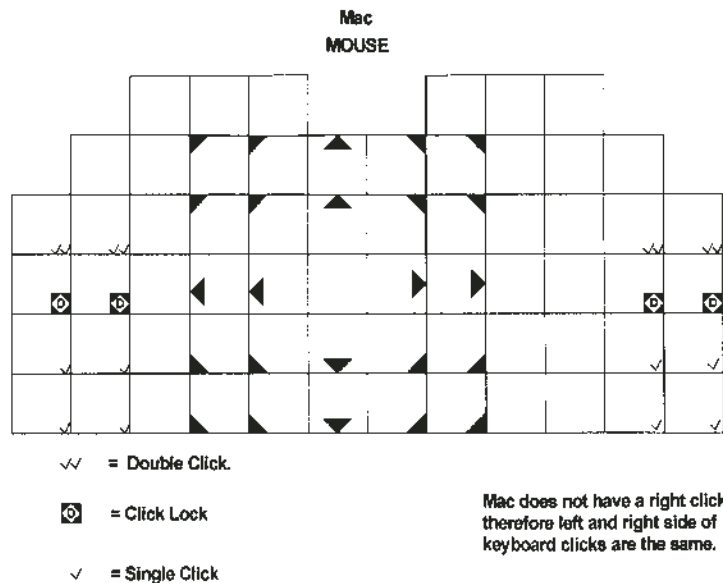 Mac
MOUSE
√√ √√ √√ √√
D D D D
√ √ √ √
√ √ √ √
√√ = Double Click.
D = Click Lock
Mac does not have a right click
therefore left and right side of
keyboard clicks are the same.
√ = Single Click